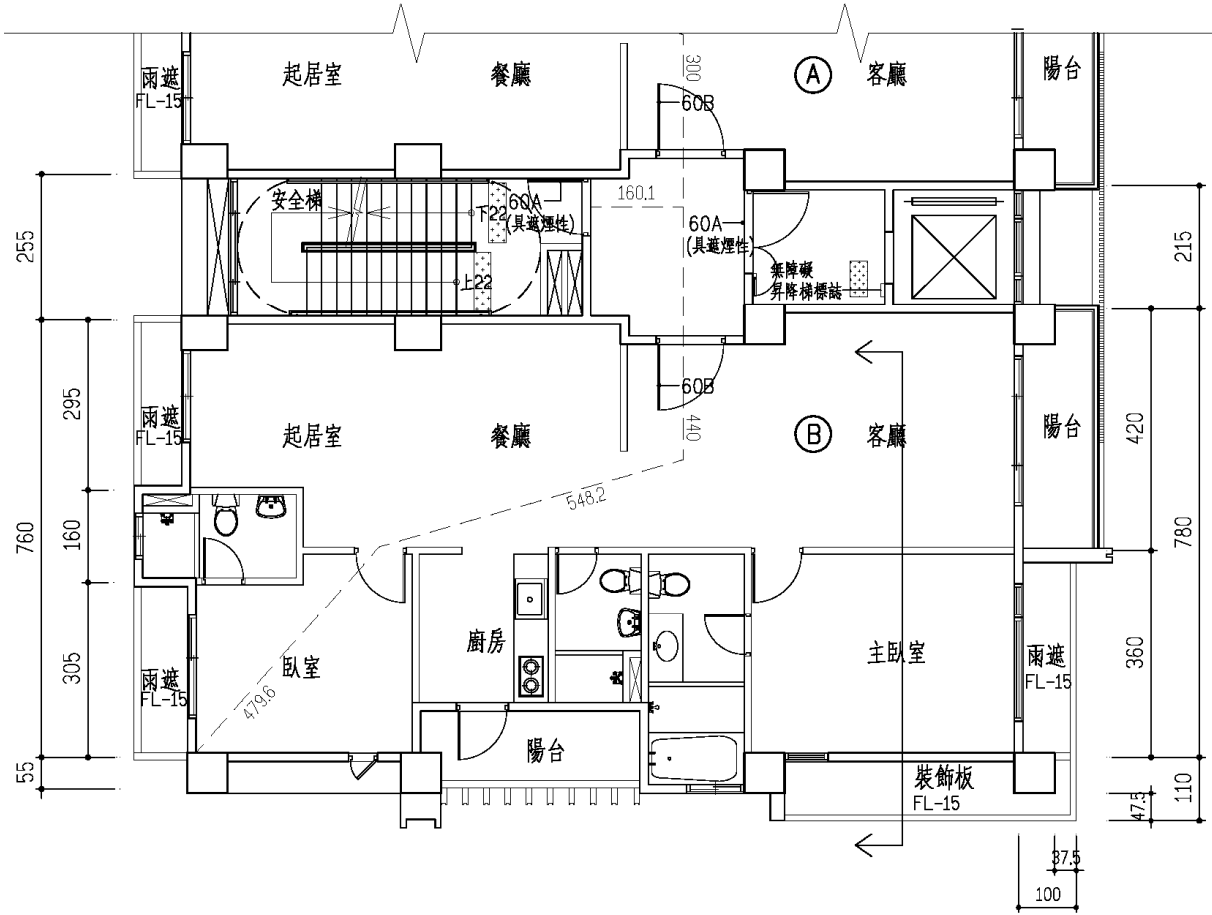 雨遮
FL-15
起居室
餐廳
300
A
客廳
陽台
60B
安全梯
下22
60A
(具遮煙性)
160.1
60A
(具遮煙性)
無障礙
昇降梯標誌
上22
255
215
295
雨遮
FL-15
起居室
餐廳
60B
440
B
客廳
陽台
420
548.2
760
160
780
305
雨遮
FL-15
臥室
479.6
廚房
主臥室
雨遮
FL-15
360
陽台
55
裝飾板
FL-15
47.5
110
37.5
100